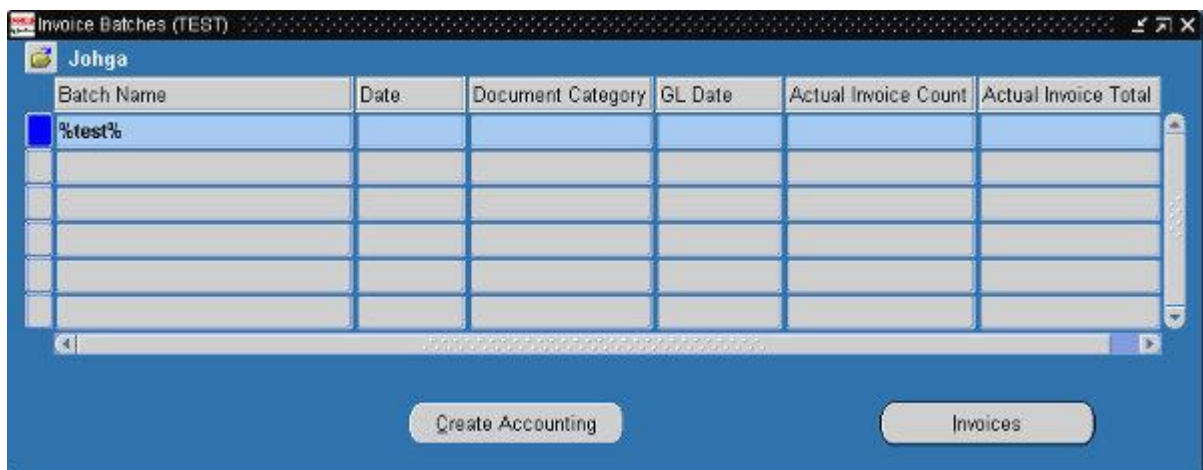 Invoice Batches (TEST)
Johga
Batch Name Date Document Category GL Date Actual Invoice Count Actual Invoice Total
%test%
Create Accounting Invoices